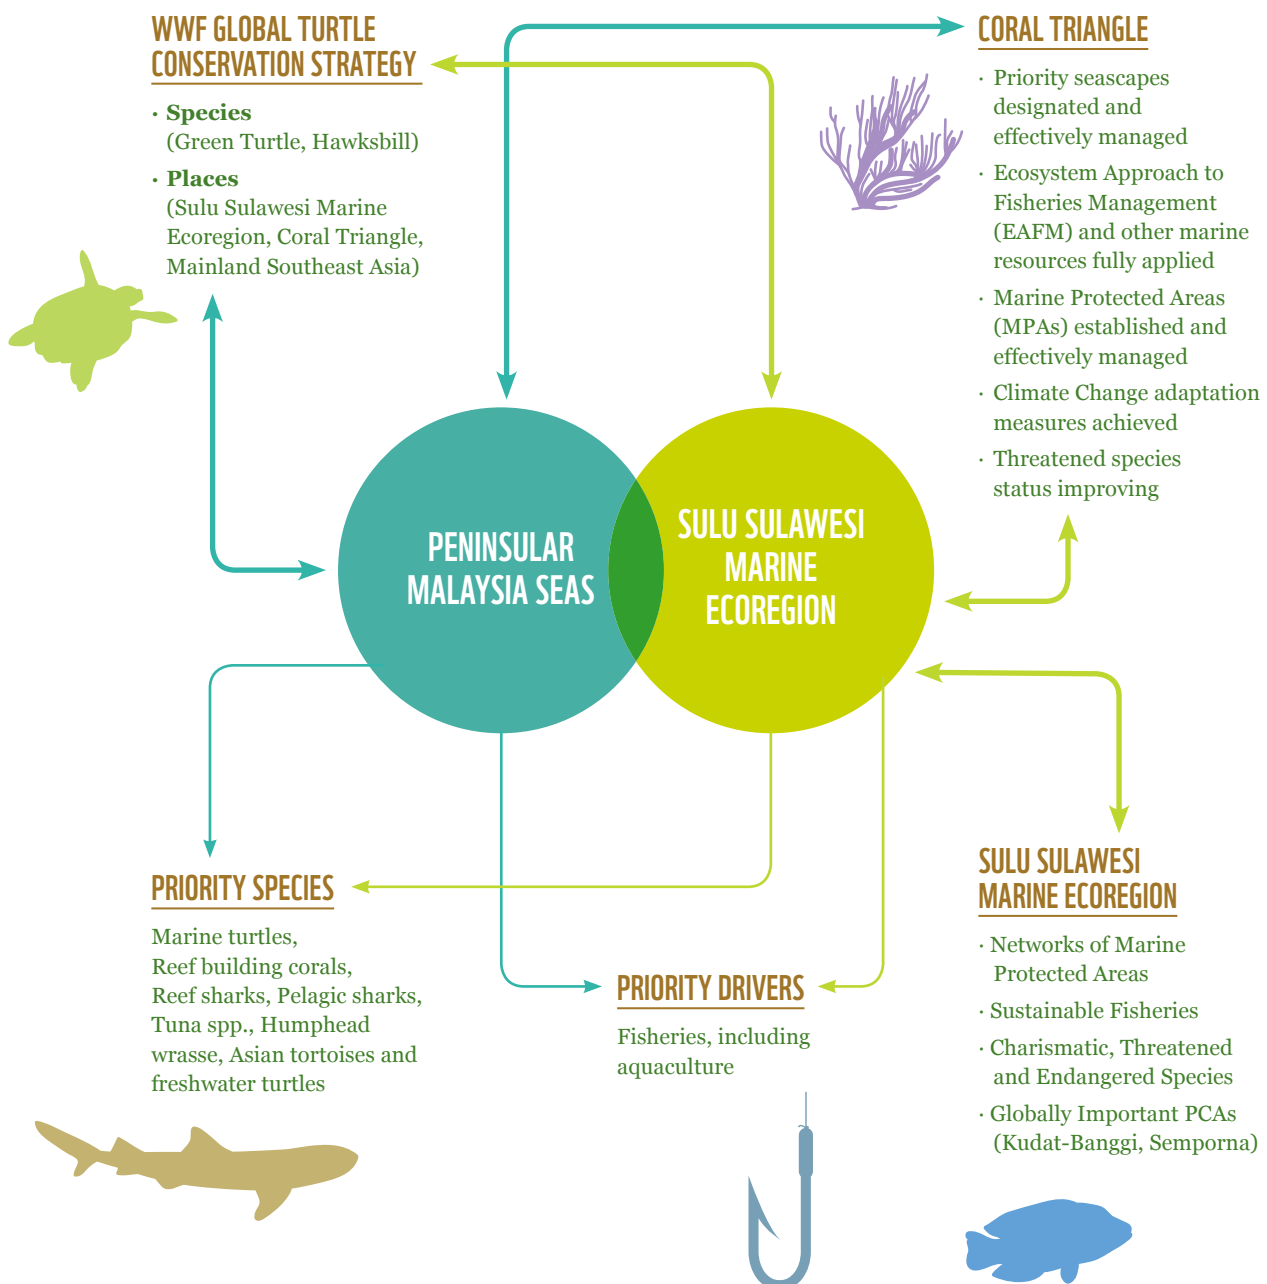 WWF GLOBAL TURTLE
CONSERVATION STRATEGY
· Species
(Green Turtle, Hawksbill)
· Places
(Sulu Sulawesi Marine
Ecoregion, Coral Triangle,
Mainland Southeast Asia)
CORAL TRIANGLE
· Priority seascapes
designated and
effectively managed
· Ecosystem Approach to
Fisheries Management
(EAFM) and other marine
resources fully applied
· Marine Protected Areas
(MPAs) established and
effectively managed
· Climate Change adaptation
measures achieved
· Threatened species
status improving
PENINSULAR
MALAYSIA SEAS
SULU SULAWESI
MARINE
ECOREGION
PRIORITY SPECIES
Marine turtles,
Reef building corals,
Reef sharks, Pelagic sharks,
Tuna spp., Humphead
wrasse, Asian tortoises and
freshwater turtles
PRIORITY DRIVERS
Fisheries, including
aquaculture
SULU SULAWESI
MARINE ECOREGION
· Networks of Marine
Protected Areas
· Sustainable Fisheries
· Charismatic, Threatened
and Endangered Species
· Globally Important PCAs
(Kudat-Banggi, Semporna)